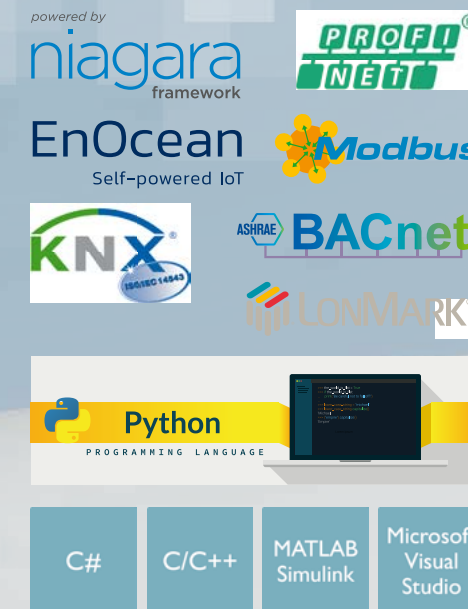 powered by
niagara
framework
PROFI
NET
®
EnOcean
Self-powered IoT
Modbus
KNX
®
ISO/IEC 14543
ASHRAE BACnet
LONMARK
Python
PROGRAMMING LANGUAGE
C#
C/C++
MATLAB
Simulink
Microsof
Visual
Studio